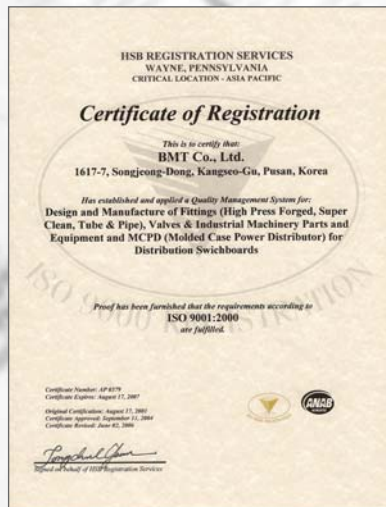 HSB REGISTRATION SERVICES
WAYNE, PENNSYLVANIA
CRITICAL LOCATION - ASIA PACIFIC
Certificate of Registration
This is to certify that:
BMT Co., Ltd.
1617-7, Songjeong-Dong, Kangseo-Gu, Pusan, Korea
Has established and applied a Quality Management System for:
Design and Manufacture of Fittings (High Press Forged, Super
Clean, Tube & Pipe), Valves & Industrial Machinery Parts and
Equipment and MCPD (Molded Case Power Distributor) for
Distribution Swichboards
Proof has been furnished that the requirements according to
ISO 9001:2000
are fulfilled.
ISO 9000 REGISTRATION
Certificate Number: AP 0379
Certificate Expires: August 17, 2007
Original Certification: August 17, 2001
Certificate Approved: September 11, 2004
Certificate Revised: June 02, 2006
Signed on behalf of HSB Registration Services
ANAB